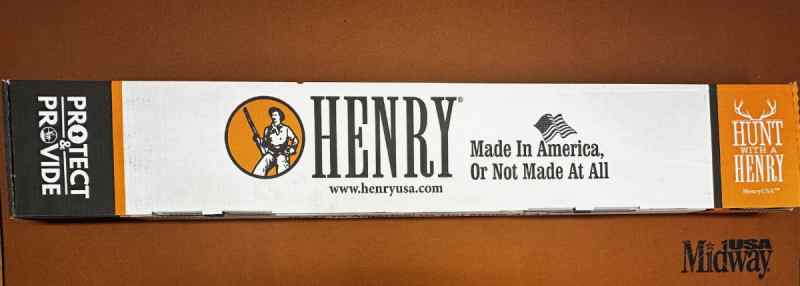 PROTECT
&
PROVIDE
HENRY®
www.henryusa.com
Made In America,
Or Not Made At All
HUNT
WITH A
HENRY
HenryUSA™
MidwayUSA